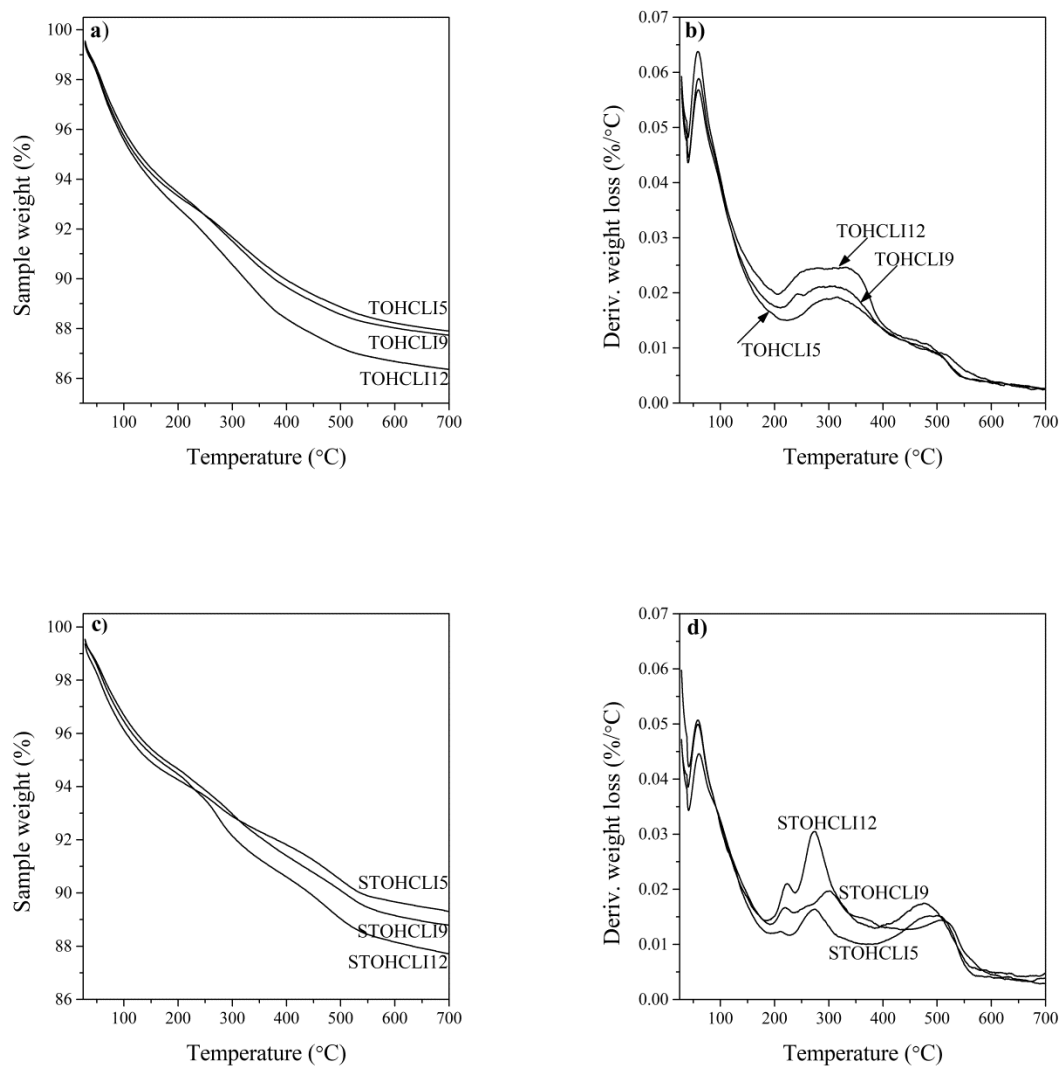 a)
100
98
96
94
92
90
88
86
Sample weight (%)
TOHCLI5
TOHCLI9
TOHCLI12
100 200 300 400 500 600 700
Temperature (°C)
b)
0.07
0.06
0.05
0.04
0.03
0.02
0.01
0.00
Deriv. weight loss (%/°C)
TOHCLI12
TOHCLI9
TOHCLI5
100 200 300 400 500 600 700
Temperature (°C)
c)
100
98
96
94
92
90
88
86
Sample weight (%)
STOHCLI5
STOHCLI9
STOHCLI12
100 200 300 400 500 600 700
Temperature (°C)
d)
0.07
0.06
0.05
0.04
0.03
0.02
0.01
0.00
Deriv. weight loss (%/°C)
STOHCLI12
STOHCLI9
STOHCLI5
100 200 300 400 500 600 700
Temperature (°C)